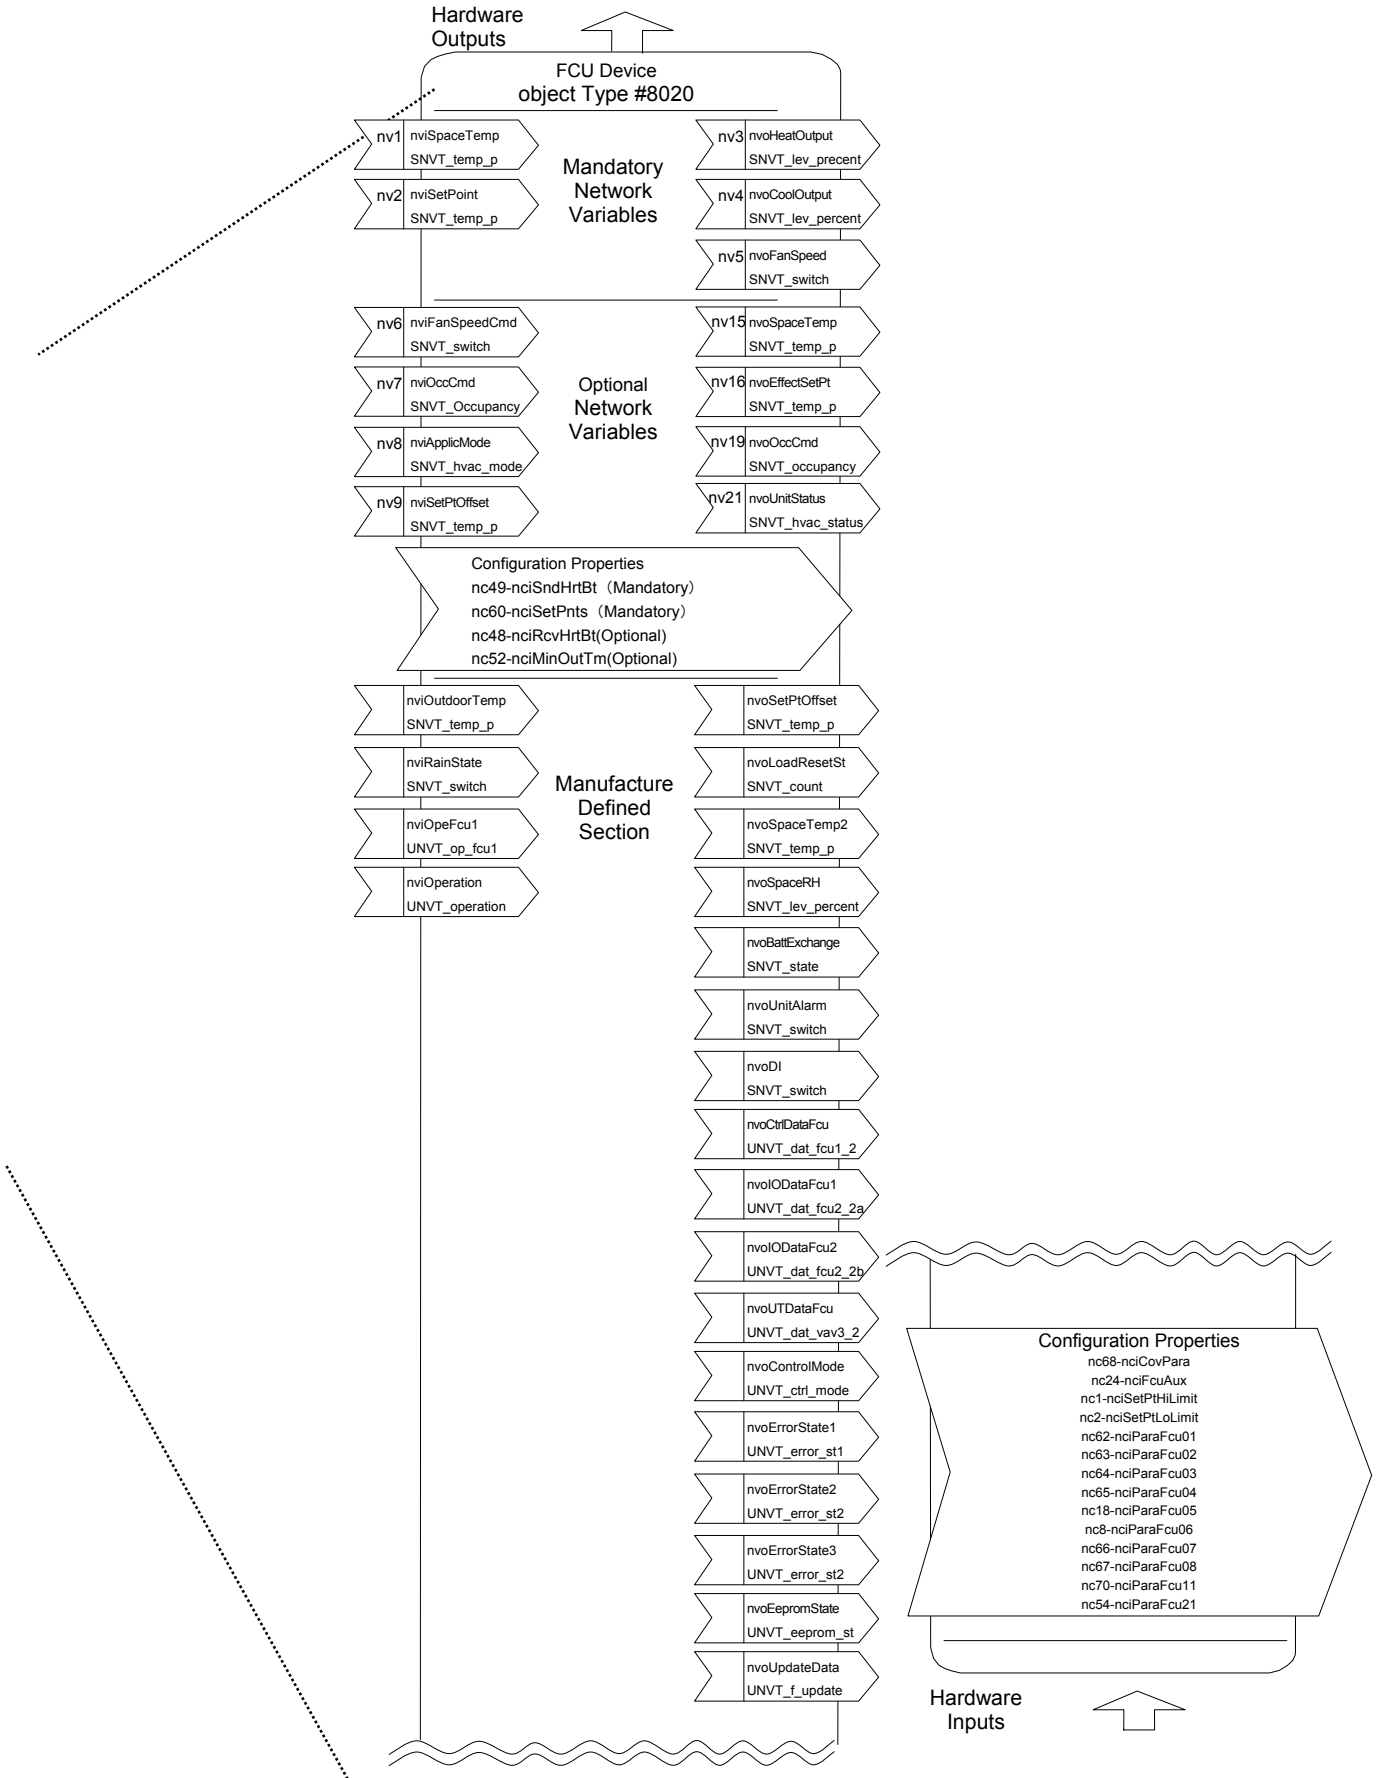 Hardware
Outputs
FCU Device
object Type #8020
nv1 nviSpaceTemp
SNVT_temp_p
nv2 nviSetPoint
SNVT_temp_p
Mandatory
Network
Variables
nv3 nvoHeatOutput
SNVT_lev_precent
nv4 nvoCoolOutput
SNVT_lev_percent
nv5 nvoFanSpeed
SNVT_switch
nv6 nviFanSpeedCmd
SNVT_switch
nv7 nviOccCmd
SNVT_Occupancy
nv8 nviApplicMode
SNVT_hvac_mode
nv9 nviSetPtOffset
SNVT_temp_p
Optional
Network
Variables
nv15 nvoSpaceTemp
SNVT_temp_p
nv16 nvoEffectSetPt
SNVT_temp_p
nv19 nvoOccCmd
SNVT_occupancy
nv21 nvoUnitStatus
SNVT_hvac_status
Configuration Properties
nc49-nciSndHrtBt（Mandatory）
nc60-nciSetPnts（Mandatory）
nc48-nciRcvHrtBt(Optional)
nc52-nciMinOutTm(Optional)
nviOutdoorTemp
SNVT_temp_p
nviRainState
SNVT_switch
nviOpeFcu1
UNVT_op_fcu1
nviOperation
UNVT_operation
Manufacture
Defined
Section
nvoSetPtOffset
SNVT_temp_p
nvoLoadResetSt
SNVT_count
nvoSpaceTemp2
SNVT_temp_p
nvoSpaceRH
SNVT_lev_percent
nvoBattExchange
SNVT_state
nvoUnitAlarm
SNVT_switch
nvoDI
SNVT_switch
nvoCtrlDataFcu
UNVT_dat_fcu1_2
nvoIODataFcu1
UNVT_dat_fcu2_2a
nvoIODataFcu2
UNVT_dat_fcu2_2b
nvoUTDataFcu
UNVT_dat_vav3_2
nvoControlMode
UNVT_ctrl_mode
nvoErrorState1
UNVT_error_st1
nvoErrorState2
UNVT_error_st2
nvoErrorState3
UNVT_error_st2
nvoEepromState
UNVT_eeprom_st
nvoUpdateData
UNVT_f_update
Configuration Properties
nc68-nciCovPara
nc24-nciFcuAux
nc1-nciSetPtHiLimit
nc2-nciSetPtLoLimit
nc62-nciParaFcu01
nc63-nciParaFcu02
nc64-nciParaFcu03
nc65-nciParaFcu04
nc18-nciParaFcu05
nc8-nciParaFcu06
nc66-nciParaFcu07
nc67-nciParaFcu08
nc70-nciParaFcu11
nc54-nciParaFcu21
Hardware
Inputs